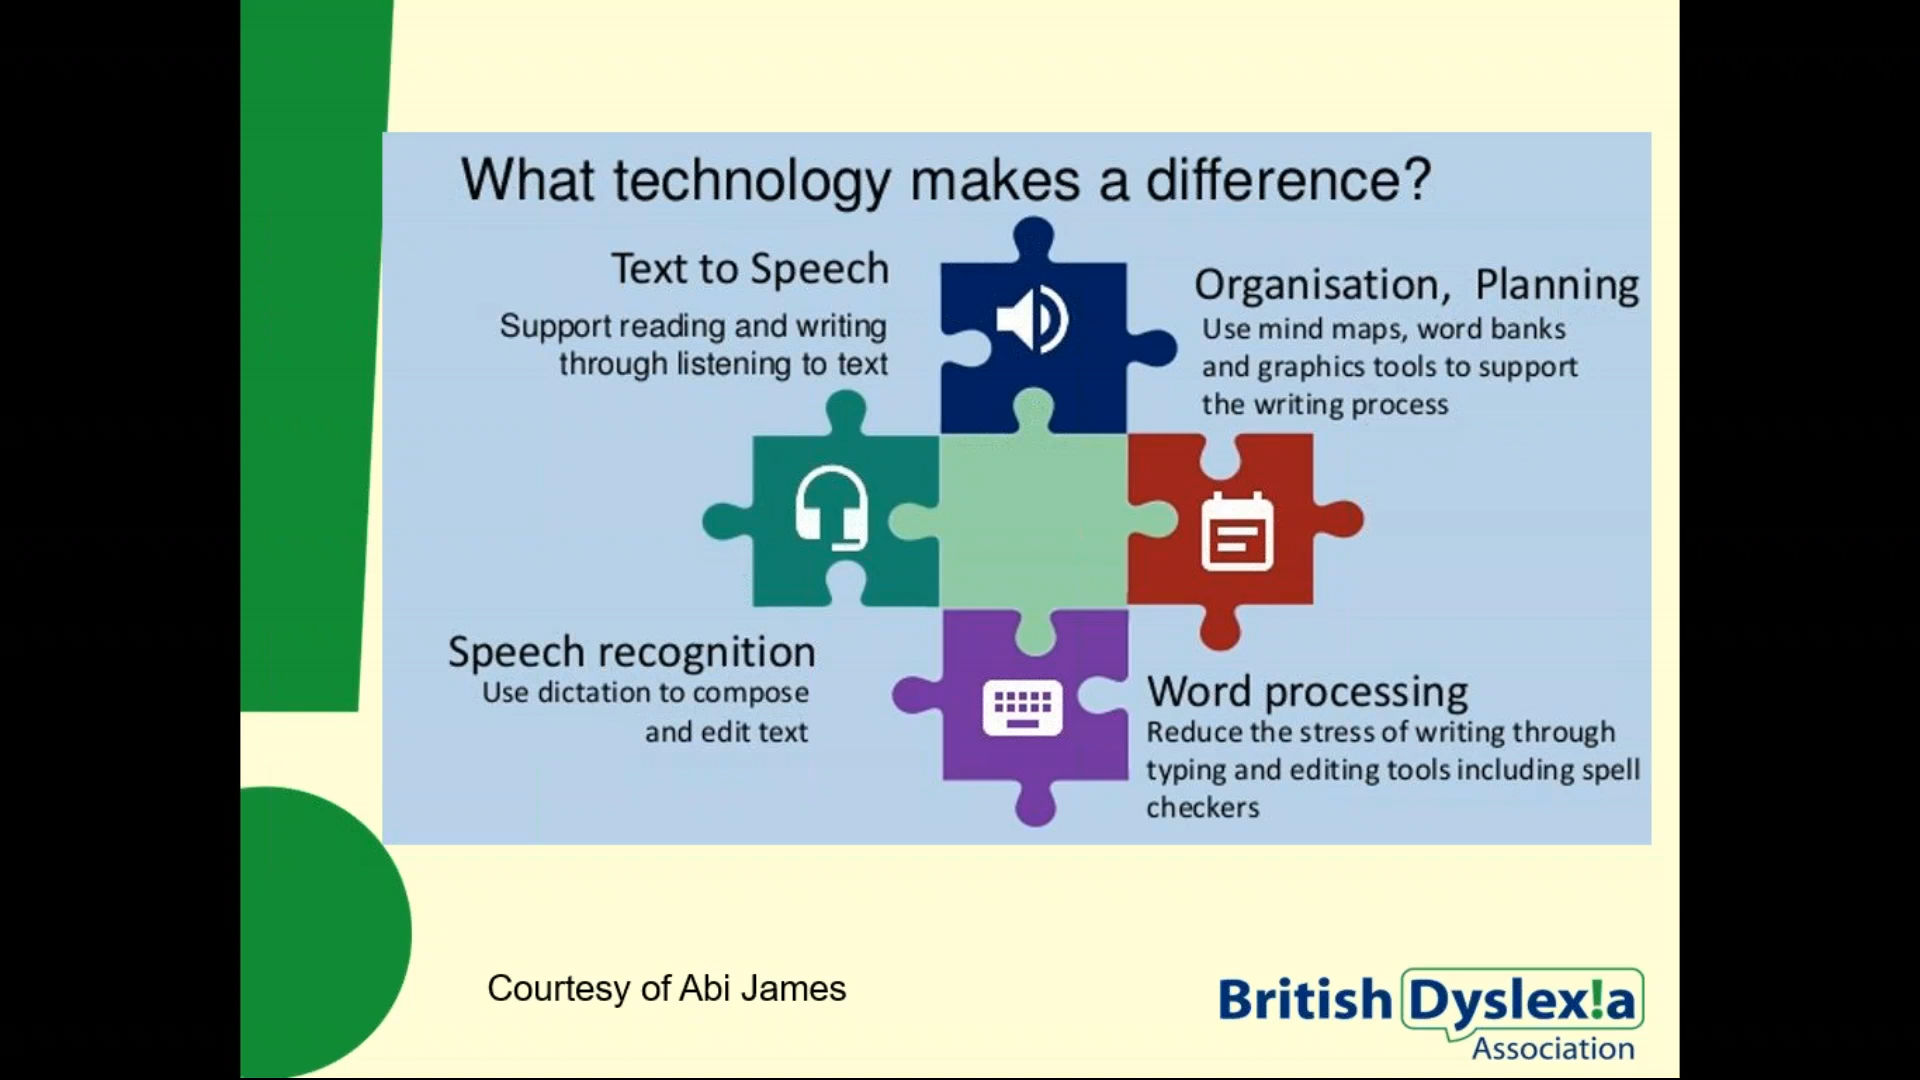 What technology makes a difference?
Text to Speech
Support reading and writing
through listening to text
Organisation, Planning
Use mind maps, word banks
and graphics tools to support
the writing process
Speech recognition
Use dictation to compose
and edit text
Word processing
Reduce the stress of writing through
typing and editing tools including spell
checkers
Courtesy of Abi James
British Dyslex!a
Association